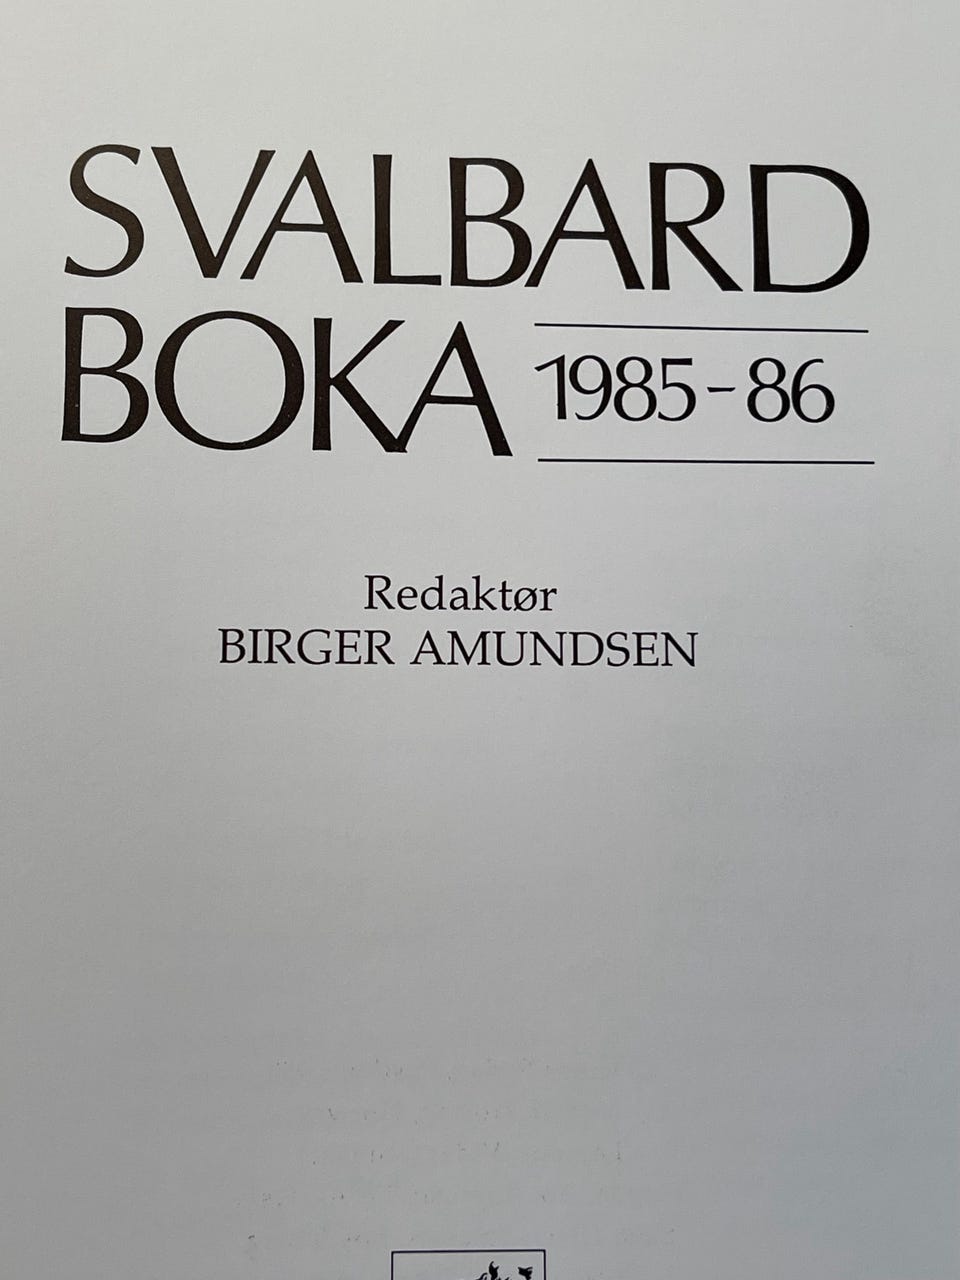 SVALBARD
BOKA 1985-86
Redaktør
BIRGER AMUNDSEN